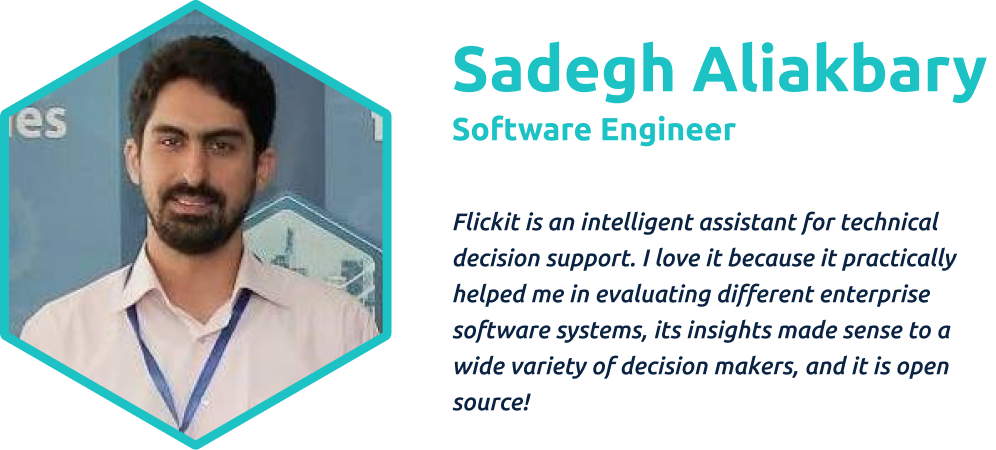 Sadegh Aliakbary
Software Engineer
Flickit is an intelligent assistant for technical
decision support. I love it because it practically
helped me in evaluating different enterprise
software systems, its insights made sense to a
wide variety of decision makers, and it is open
source!